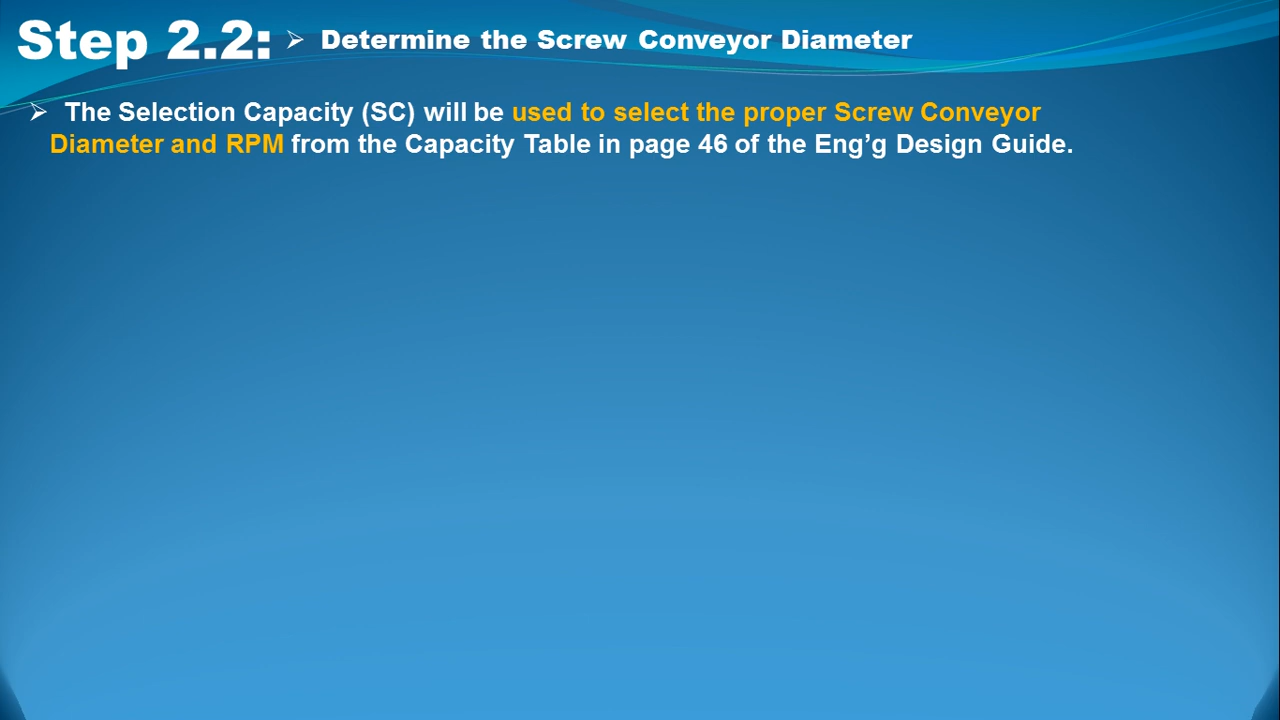 Step 2.2: ➢ Determine the Screw Conveyor Diameter
➢ The Selection Capacity (SC) will be used to select the proper Screw Conveyor
Diameter and RPM from the Capacity Table in page 46 of the Eng’g Design Guide.